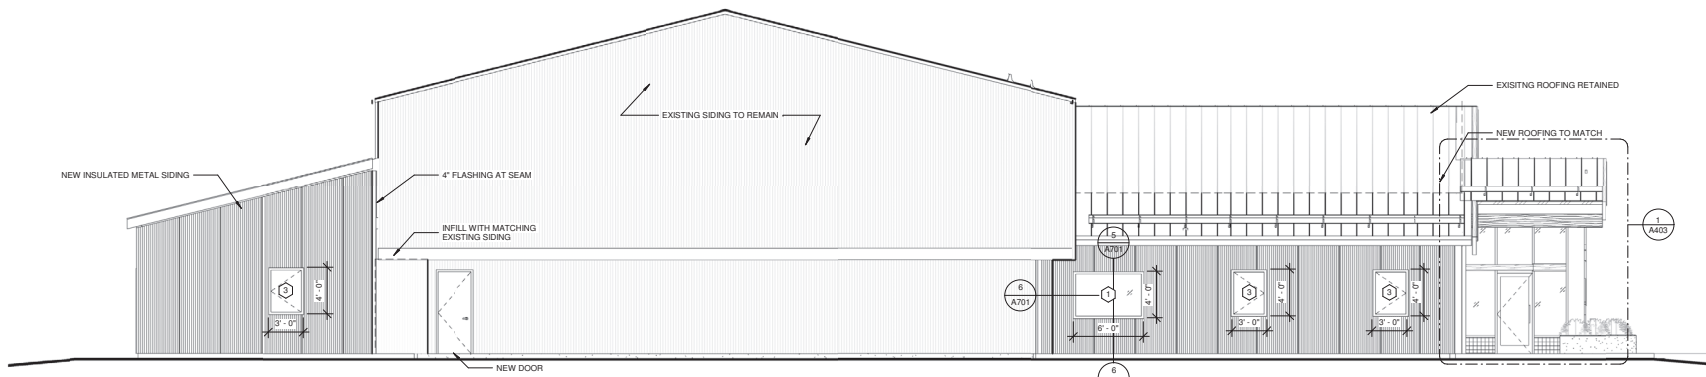 EXISITNG ROOFING RETAINED
EXISTING SIDING TO REMAIN
NEW ROOFING TO MATCH
NEW INSULATED METAL SIDING
4" FLASHING AT SEAM
INFILL WITH MATCHING
EXISTING SIDING
1
A403
5
A701
6
A701
3
4' - 0"
3' - 0"
1
4' - 0"
6' - 0"
3
4' - 0"
3' - 0"
3
4' - 0"
3' - 0"
NEW DOOR
6